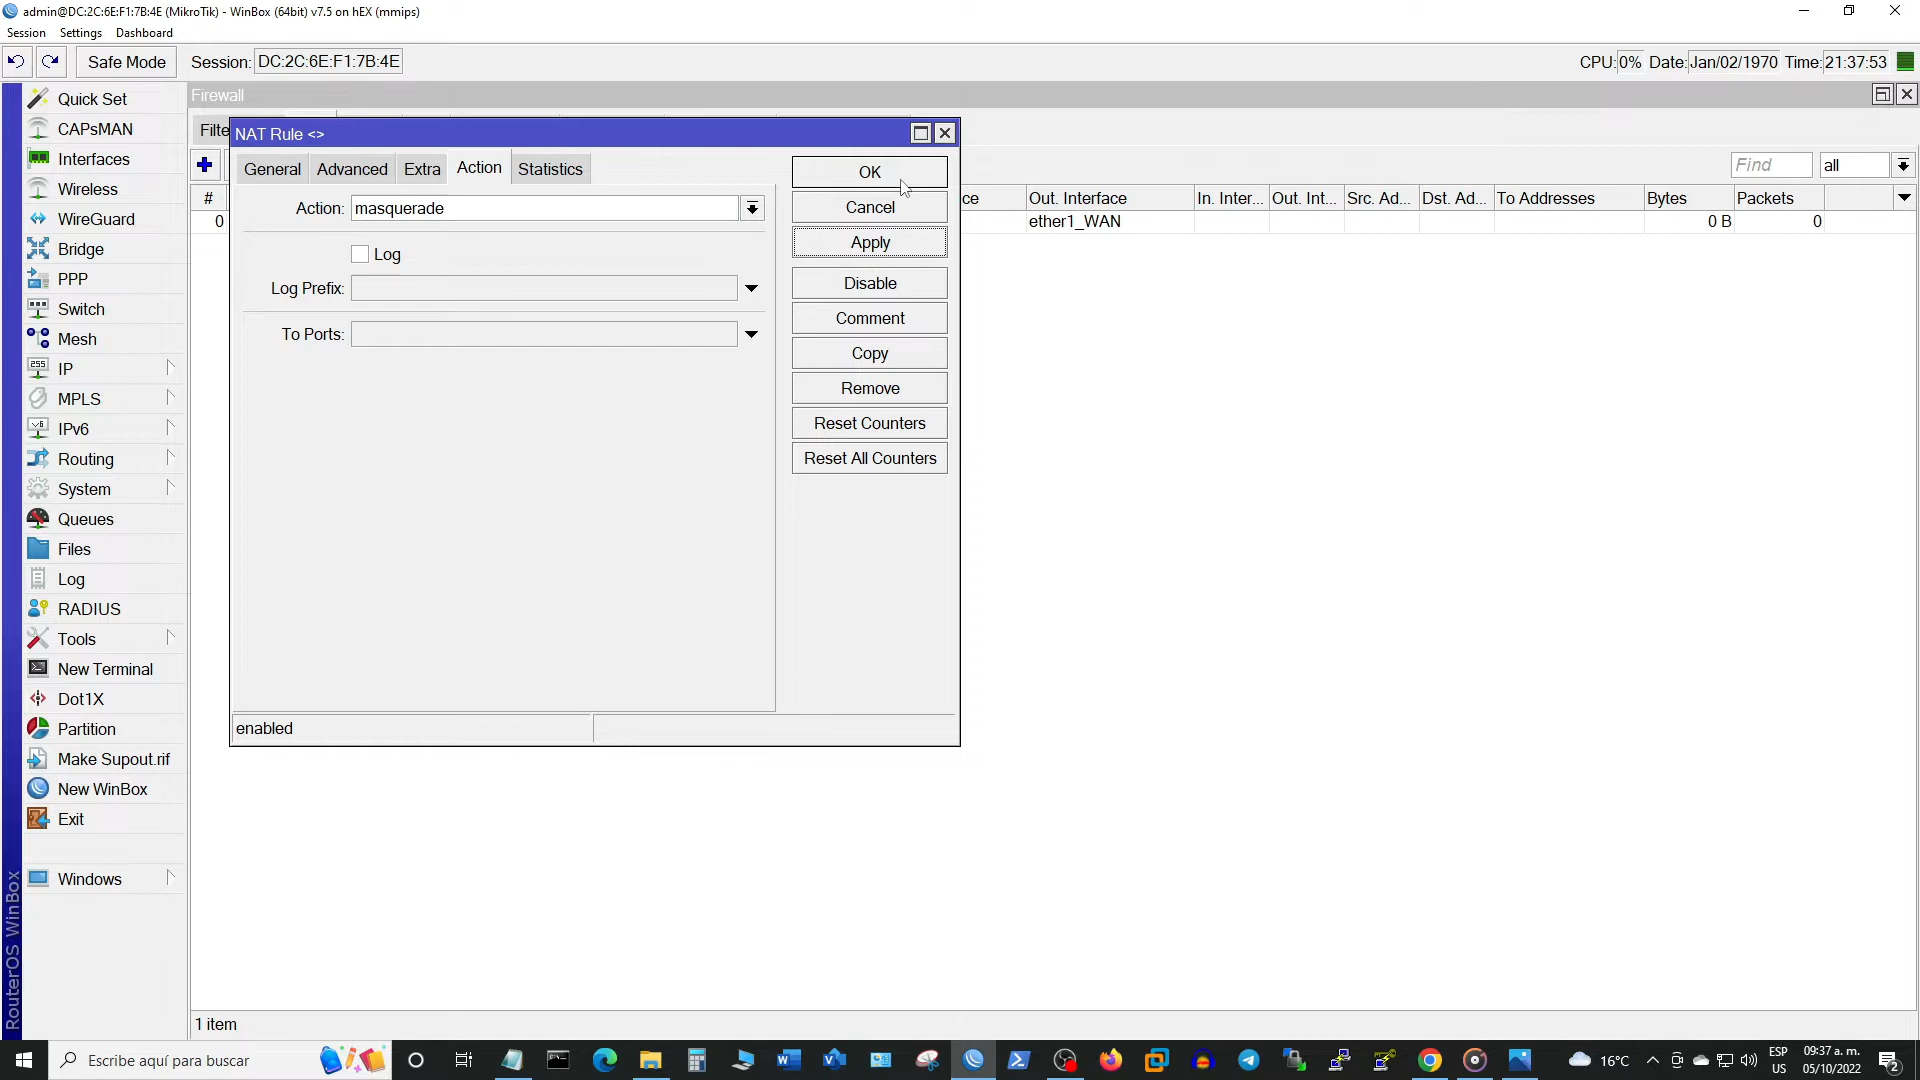 admin@DC:2C:6E:F1:7B:4E (MikroTik) - WinBox (64bit) v7.5 on hEX (mmips)
Session Settings Dashboard
Safe Mode Session: DC:2C:6E:F1:7B:4E CPU: 0% Date: Jan/02/1970 Time: 21:37:53
Quick Set
CAPsMAN
Interfaces
Wireless
WireGuard
Bridge
PPP
Switch
Mesh
IP
MPLS
IPv6
Routing
System
Queues
Files
Log
RADIUS
Tools
New Terminal
Dot1X
Partition
Make Supout.rif
New WinBox
Exit
Windows
RouterOS WinBox
Firewall
Filte
Find all
# ce Out. Interface In. Inter... Out. Int... Src. Ad... Dst. Ad... To Addresses Bytes Packets
0 ether1_WAN 0 B 0
NAT Rule <>
General Advanced Extra Action Statistics
Action: masquerade
Log
Log Prefix:
To Ports:
OK
Cancel
Apply
Disable
Comment
Copy
Remove
Reset Counters
Reset All Counters
enabled
1 item
Escribe aquí para buscar
16°C
ESP
US
09:37 a. m.
05/10/2022
2